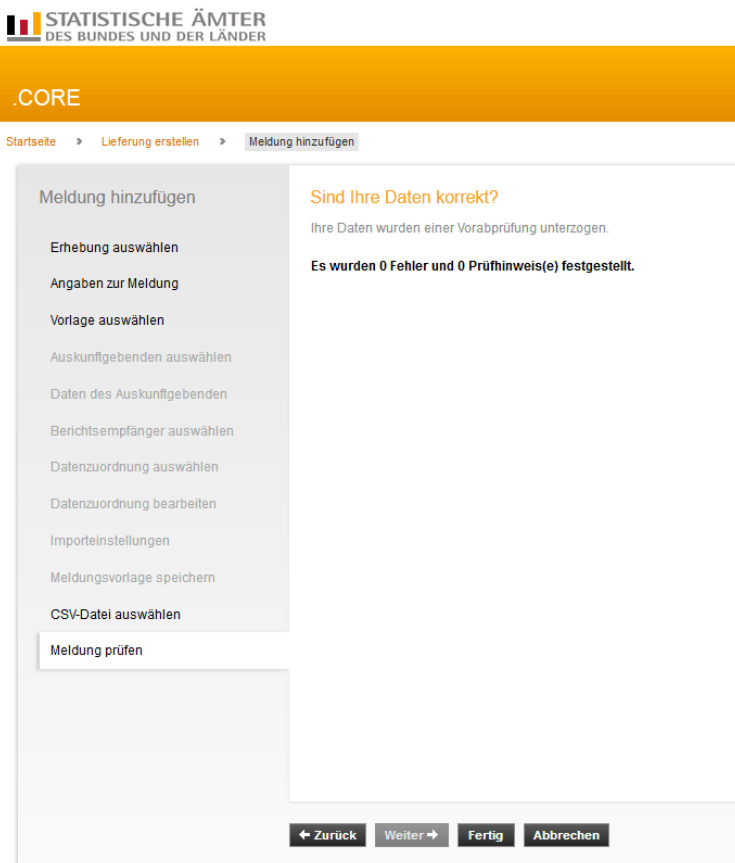 STATISTISCHE ÄMTER
DES BUNDES UND DER LÄNDER
.CORE
Startseite » Lieferung erstellen » Meldung hinzufügen
Meldung hinzufügen
Erhebung auswählen
Angaben zur Meldung
Vorlage auswählen
Auskunftgebenden auswählen
Daten des Auskunftgebenden
Berichtsempfänger auswählen
Datenzuordnung auswählen
Datenzuordnung bearbeiten
Importeinstellungen
Meldungsvorlage speichern
CSV-Datei auswählen
Meldung prüfen
Sind Ihre Daten korrekt?
Ihre Daten wurden einer Vorabprüfung unterzogen.
Es wurden 0 Fehler und 0 Prüfhinweis(e) festgestellt.
← Zurück Weiter → Fertig Abbrechen